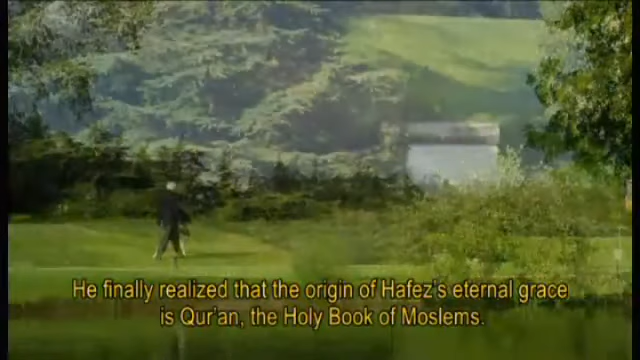 He finally realized that the origin of Hafez's eternal grace
is Qur'an, the Holy Book of Moslems.